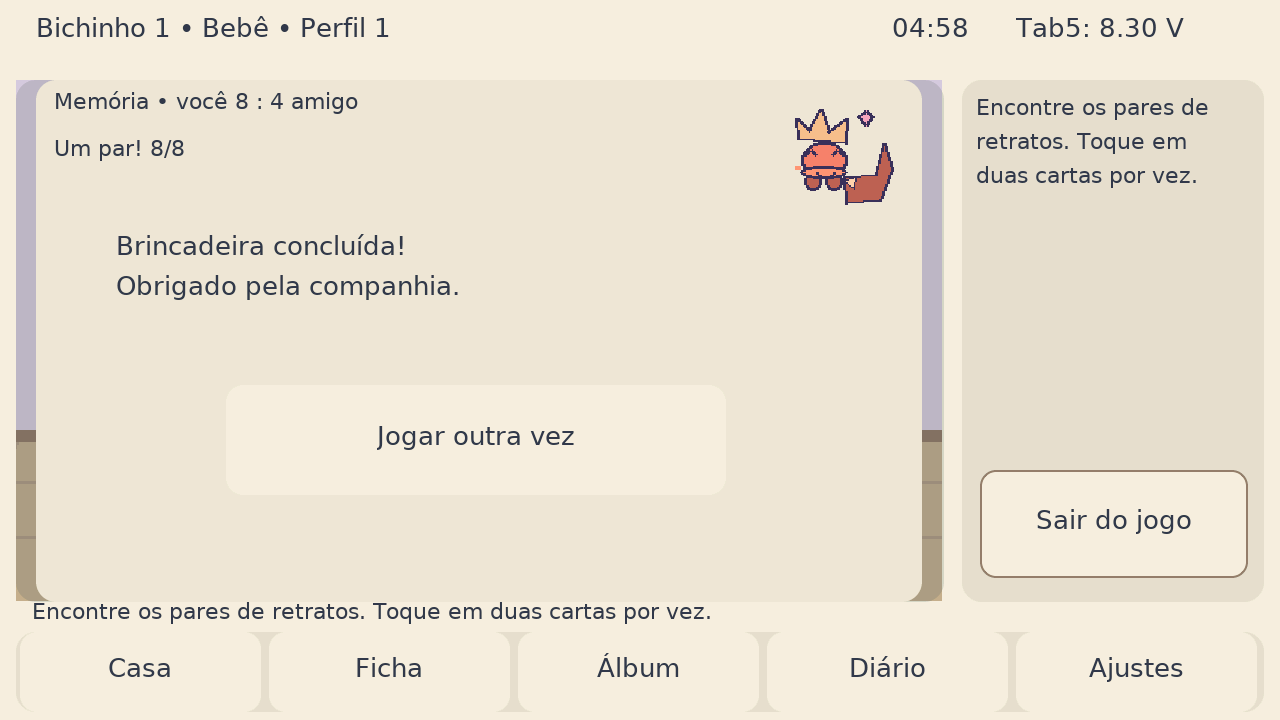 Bichinho 1 • Bebê • Perfil 1
04:58
Tab5: 8.30 V
Memória • você 8 : 4 amigo
Um par! 8/8
Brincadeira concluída!
Obrigado pela companhia.
Jogar outra vez
Encontre os pares de
retratos. Toque em
duas cartas por vez.
Sair do jogo
Encontre os pares de retratos. Toque em duas cartas por vez.
Casa
Ficha
Álbum
Diário
Ajustes